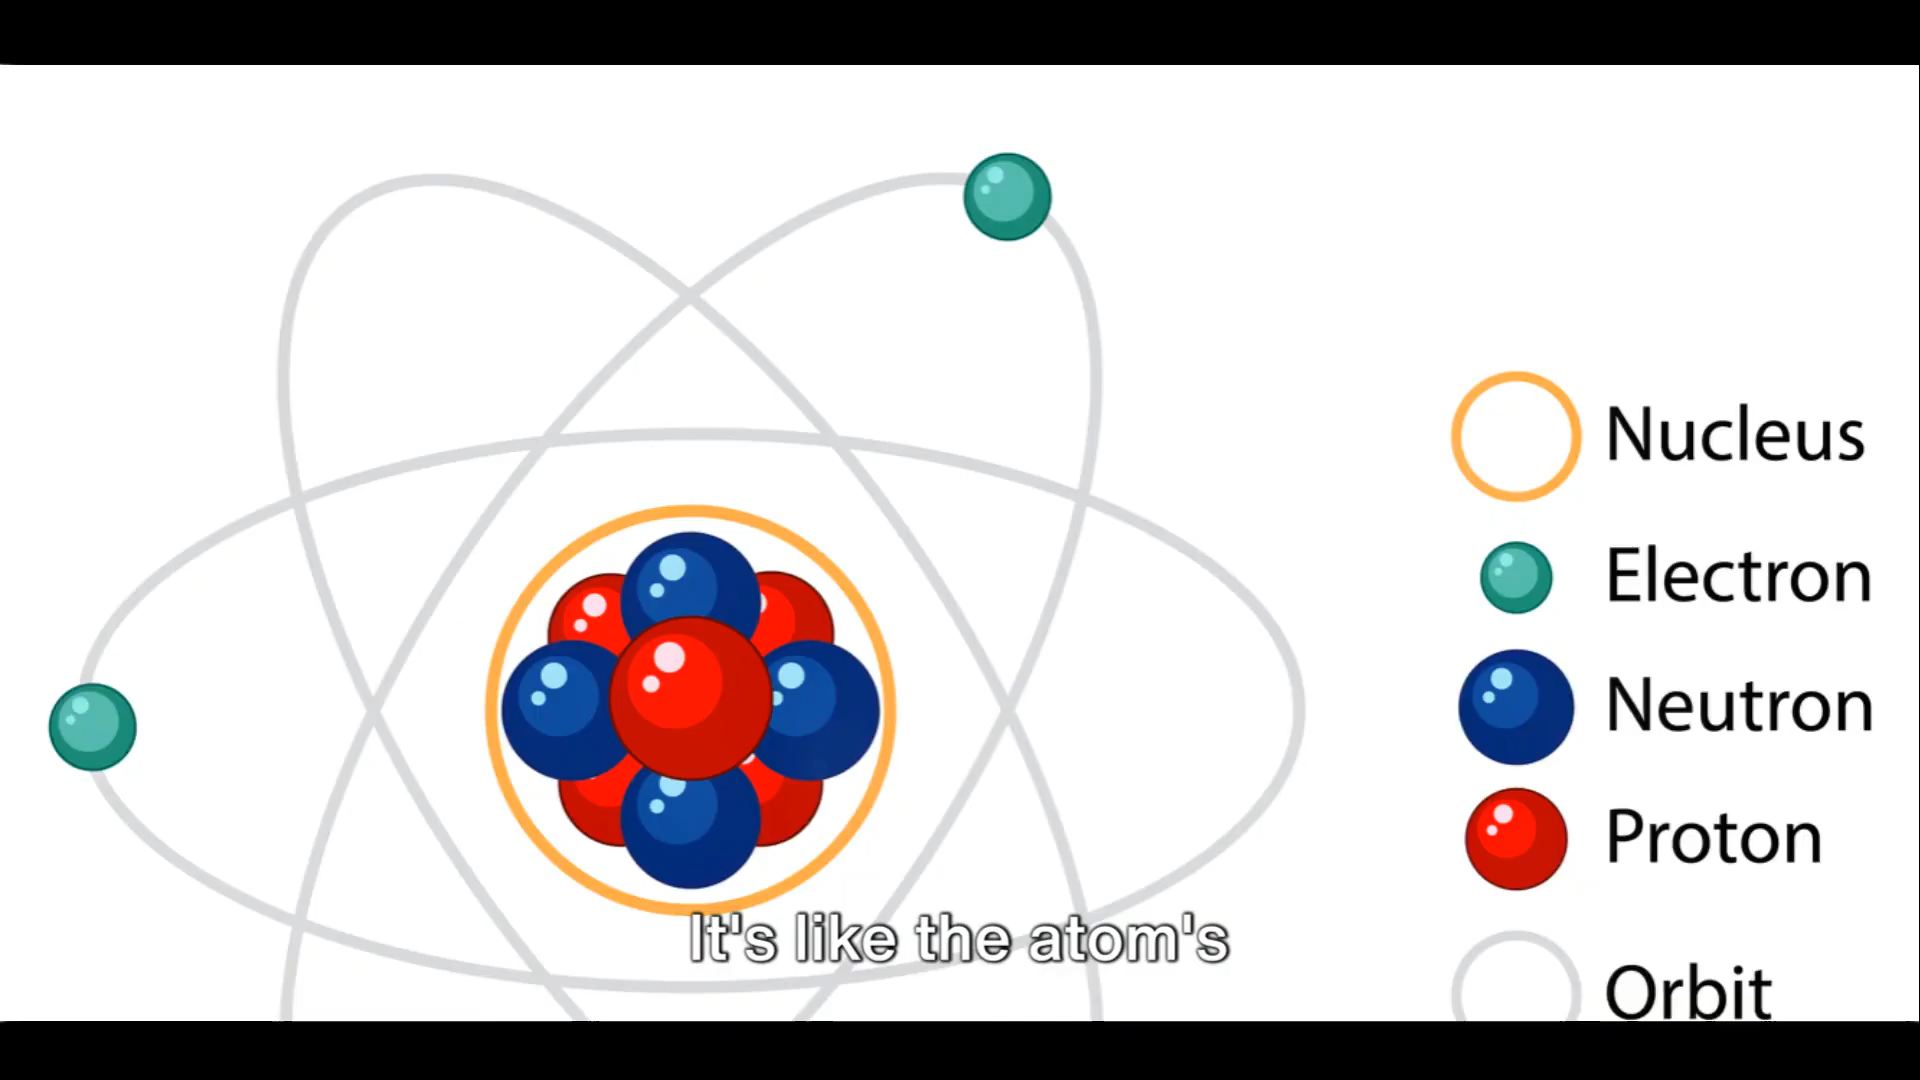 Nucleus
Electron
Neutron
Proton
It's like the atom's
Orbit